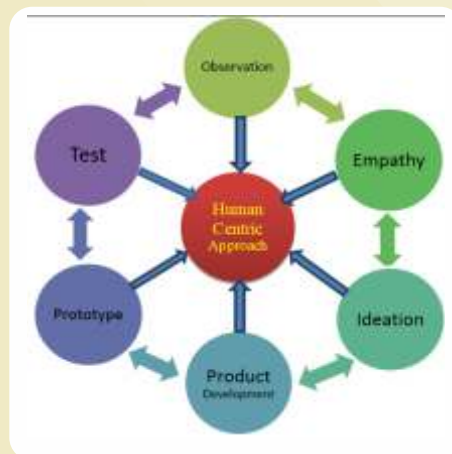 Observation
Empathy
Ideation
Product
Development
Prototype
Test
Human
Centric
Approach